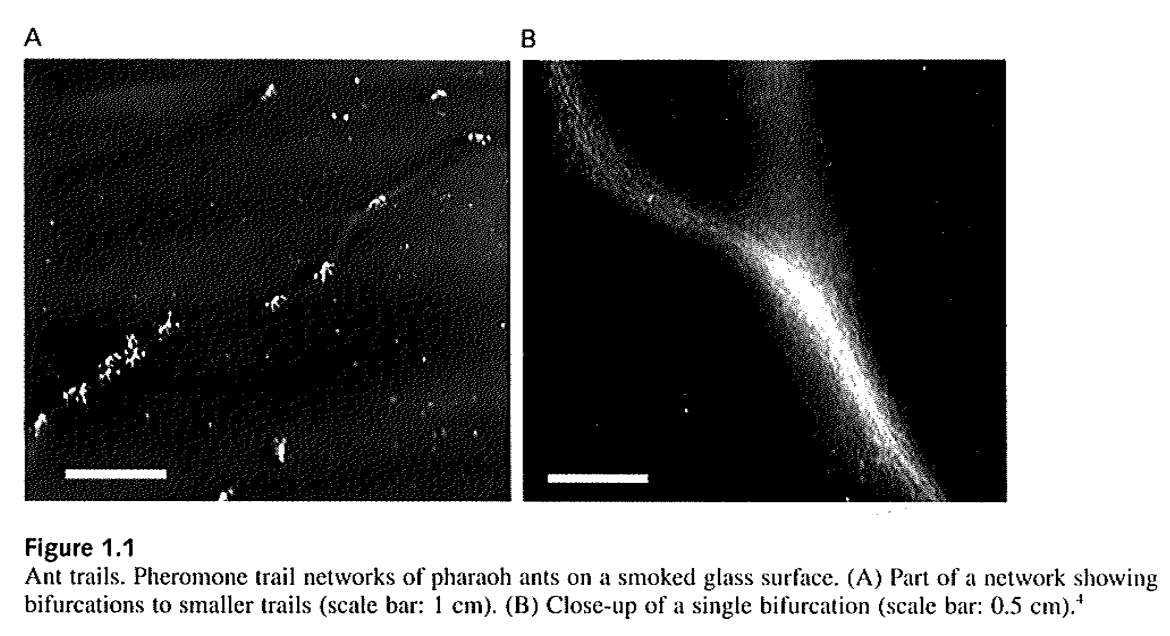 A
B
Figure 1.1
Ant trails. Pheromone trail networks of pharaoh ants on a smoked glass surface. (A) Part of a network showing
bifurcations to smaller trails (scale bar: 1 cm). (B) Close-up of a single bifurcation (scale bar: 0.5 cm).⁴